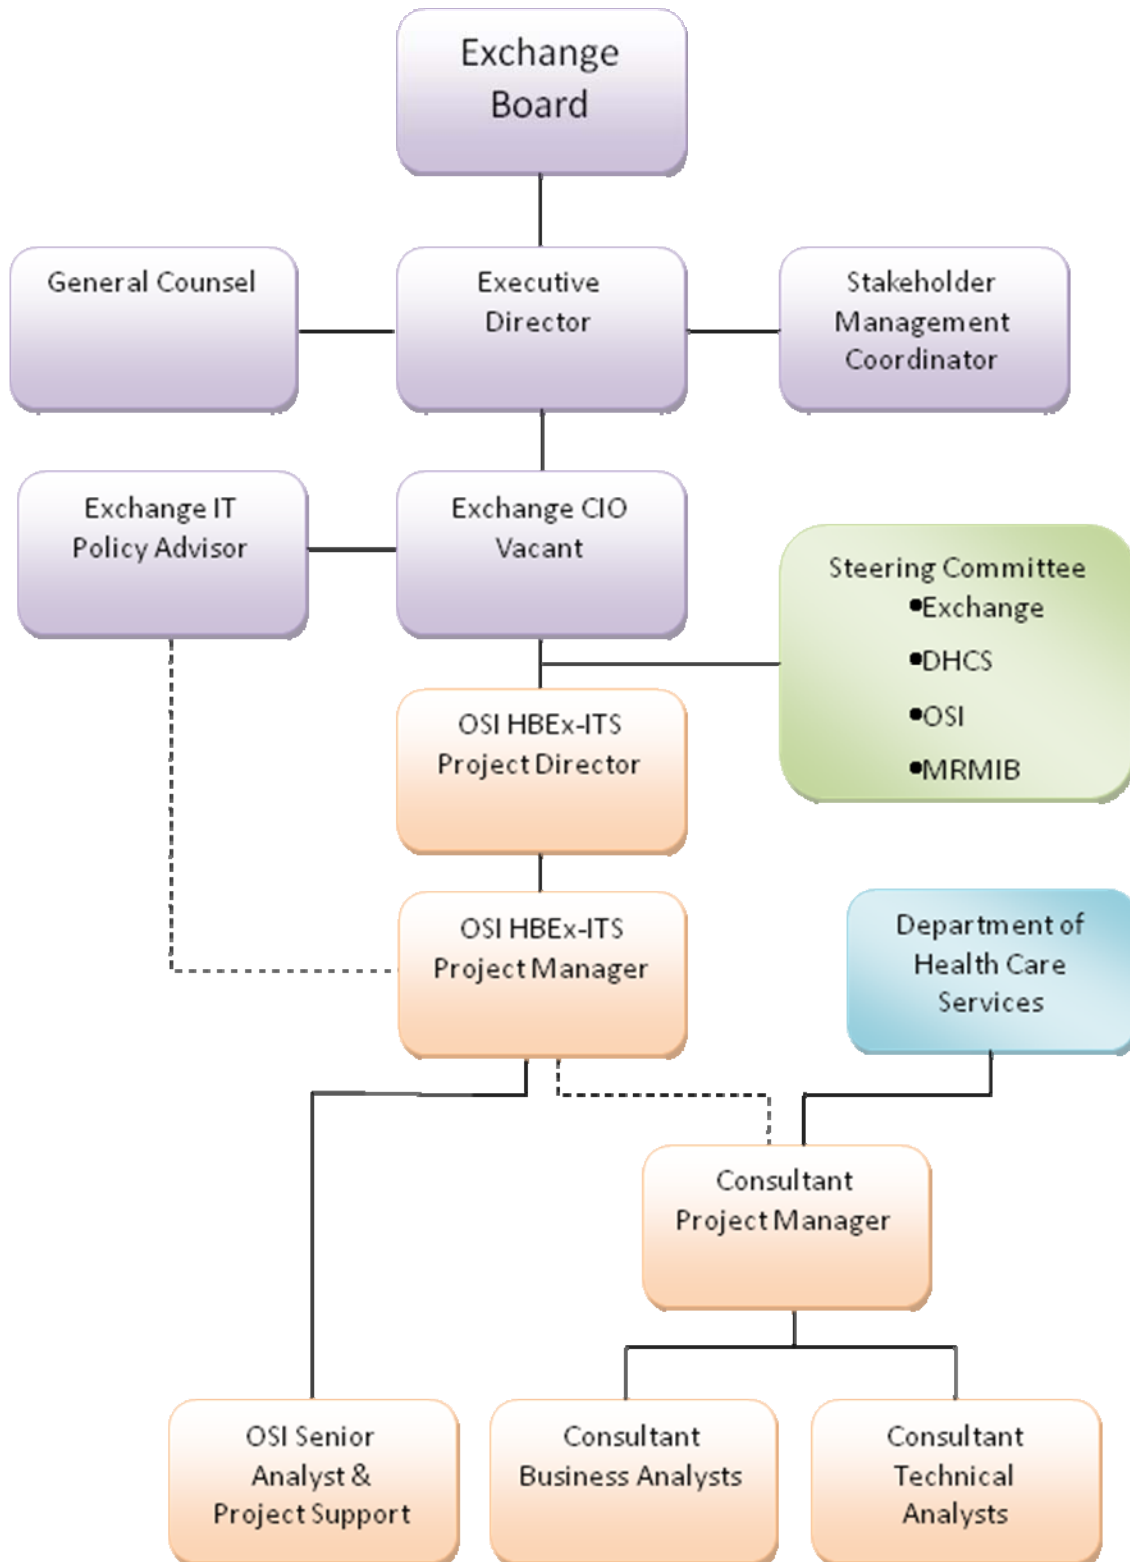 Exchange
Board
General Counsel
Executive
Director
Stakeholder
Management
Coordinator
Exchange IT
Policy Advisor
Exchange CIO
Vacant
Steering Committee
•Exchange
•DHCS
•OSI
•MRMIB
OSI HBEx-ITS
Project Director
OSI HBEx-ITS
Project Manager
Department of
Health Care
Services
Consultant
Project Manager
OSI Senior
Analyst &
Project Support
Consultant
Business Analysts
Consultant
Technical
Analysts